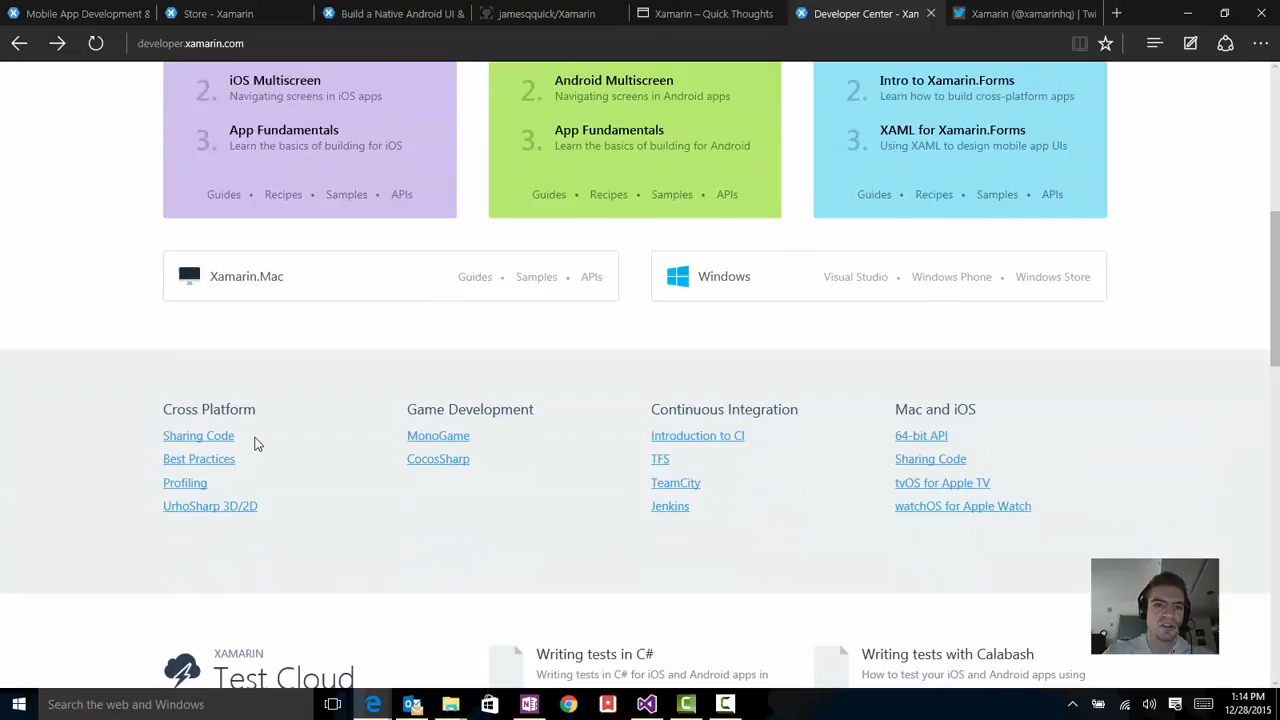 Mobile App Development &
Store - Xamarin
Build a Native Android UI &
jamesqquick/Xamarin
Xamarin – Quick Thoughts
Developer Center - Xan
Xamarin (@xamarinhq) | Twi
developer.xamarin.com
2. iOS Multiscreen
Navigating screens in iOS apps
3. App Fundamentals
Learn the basics of building for iOS
Guides • Recipes • Samples • APIs
2. Android Multiscreen
Navigating screens in Android apps
3. App Fundamentals
Learn the basics of building for Android
Guides • Recipes • Samples • APIs
2. Intro to Xamarin.Forms
Learn how to build cross-platform apps
3. XAML for Xamarin.Forms
Using XAML to design mobile app UIs
Guides • Recipes • Samples • APIs
Xamarin.Mac
Guides • Samples • APIs
Windows
Visual Studio • Windows Phone • Windows Store
Cross Platform
Sharing Code
Best Practices
Profiling
UrhoSharp 3D/2D
Game Development
MonoGame
CocosSharp
Continuous Integration
Introduction to CI
TFS
TeamCity
Jenkins
Mac and iOS
64-bit API
Sharing Code
tvOS for Apple TV
watchOS for Apple Watch
XAMARIN
Test Cloud
Writing tests in C#
Writing tests in C# for iOS and Android apps in
Writing tests with Calabash
How to test your iOS and Android apps using
Search the web and Windows
1:14 PM
12/28/2015